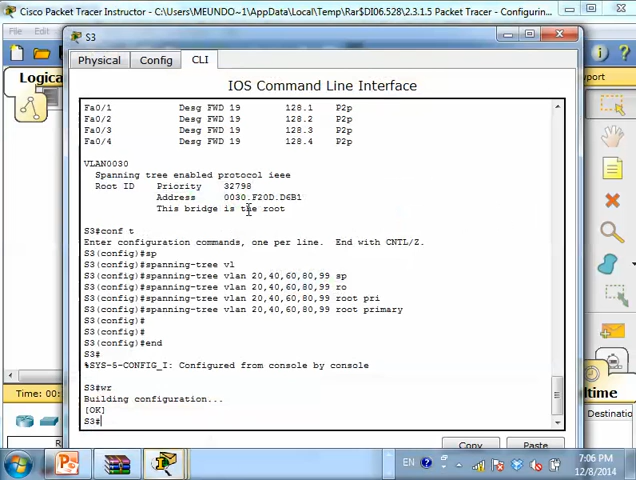 Cisco Packet Tracer Instructor - C:\Users\MEUNDO~1\AppData\Local\Temp\Rar$DI06.528\2.3.1.5 Packet Tracer - Configurin
File
S3
Logica
port
Physical
Config
CLI
IOS Command Line Interface
Fa0/1 Desg FWD 19 128.1 P2p
Fa0/2 Desg FWD 19 128.2 P2p
Fa0/3 Desg FWD 19 128.3 P2p
Fa0/4 Desg FWD 19 128.4 P2p
VLAN0030
Spanning tree enabled protocol ieee
Root ID Priority 32798
Address 0030.F20D.D6B1
This bridge is the root
S3#conf t
Enter configuration commands, one per line. End with CNTL/Z.
S3(config)#sp
S3(config)#spanning-tree vl
S3(config)#spanning-tree vlan 20,40,60,80,99 sp
S3(config)#spanning-tree vlan 20,40,60,80,99 ro
S3(config)#spanning-tree vlan 20,40,60,80,99 root pri
S3(config)#spanning-tree vlan 20,40,60,80,99 root primary
S3(config)#
S3(config)#
S3(config)#end
S3#
%SYS-5-CONFIG_I: Configured from console by console
S3#wr
Building configuration...
[OK]
S3#
Time: 00:
altime
Destinatio
Copy
Paste
EN
7:06 PM
12/8/2014